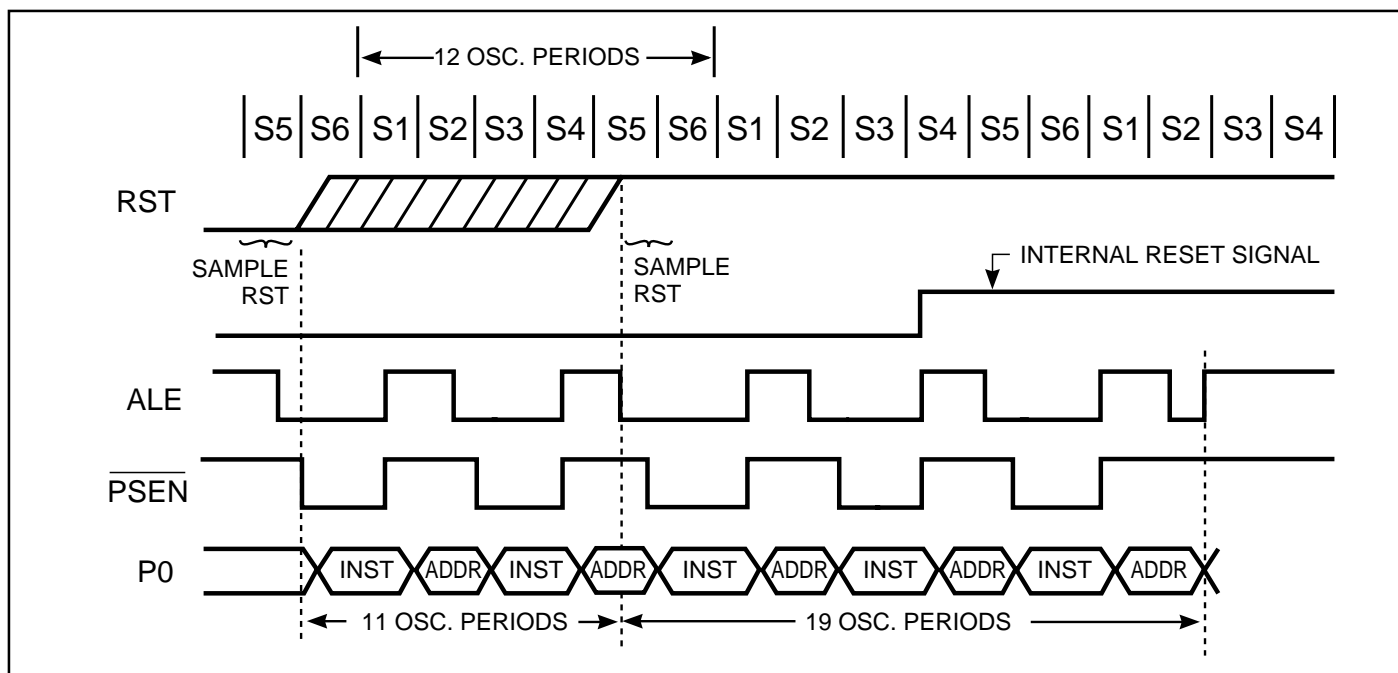 12 OSC. PERIODS
S5 S6 S1 S2 S3 S4 S5 S6 S1 S2 S3 S4 S5 S6 S1 S2 S3 S4
RST
SAMPLE
RST
SAMPLE
RST
INTERNAL RESET SIGNAL
ALE
PSEN
P0
INST ADDR INST ADDR INST ADDR INST ADDR INST ADDR
11 OSC. PERIODS
19 OSC. PERIODS